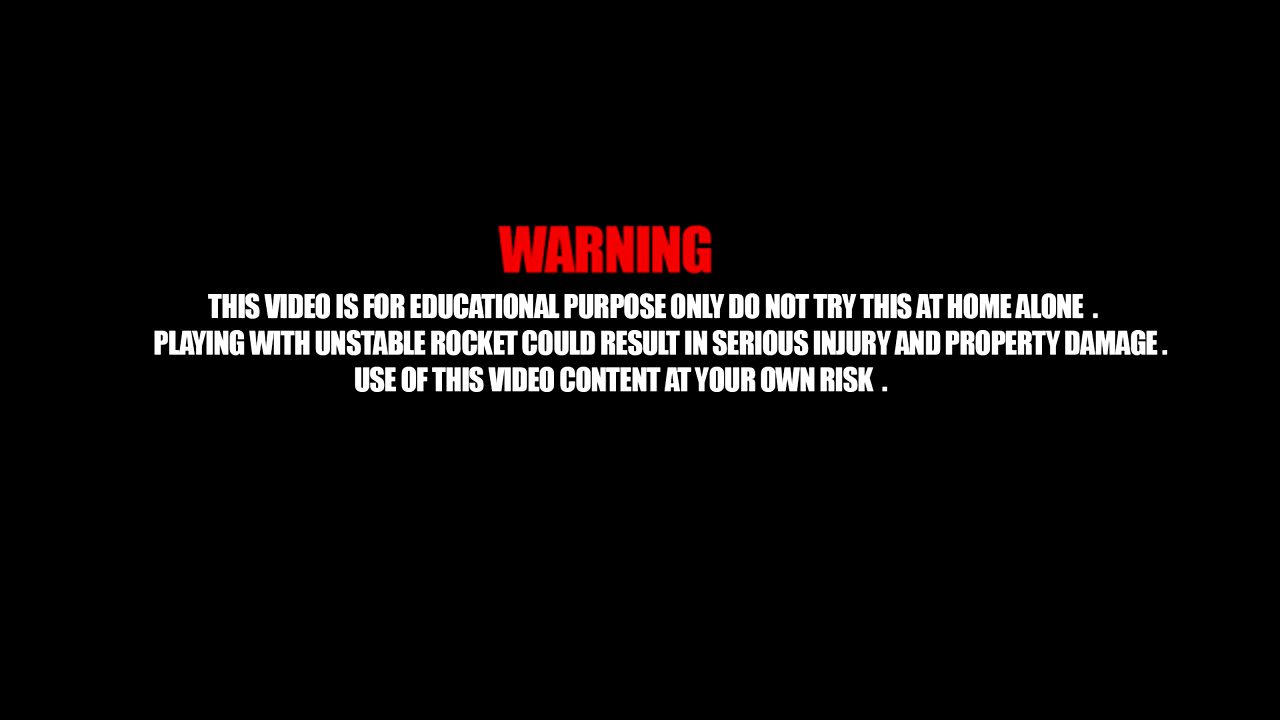 WARNING
THIS VIDEO IS FOR EDUCATIONAL PURPOSE ONLY DO NOT TRY THIS AT HOME ALONE .
PLAYING WITH UNSTABLE ROCKET COULD RESULT IN SERIOUS INJURY AND PROPERTY DAMAGE .
USE OF THIS VIDEO CONTENT AT YOUR OWN RISK .